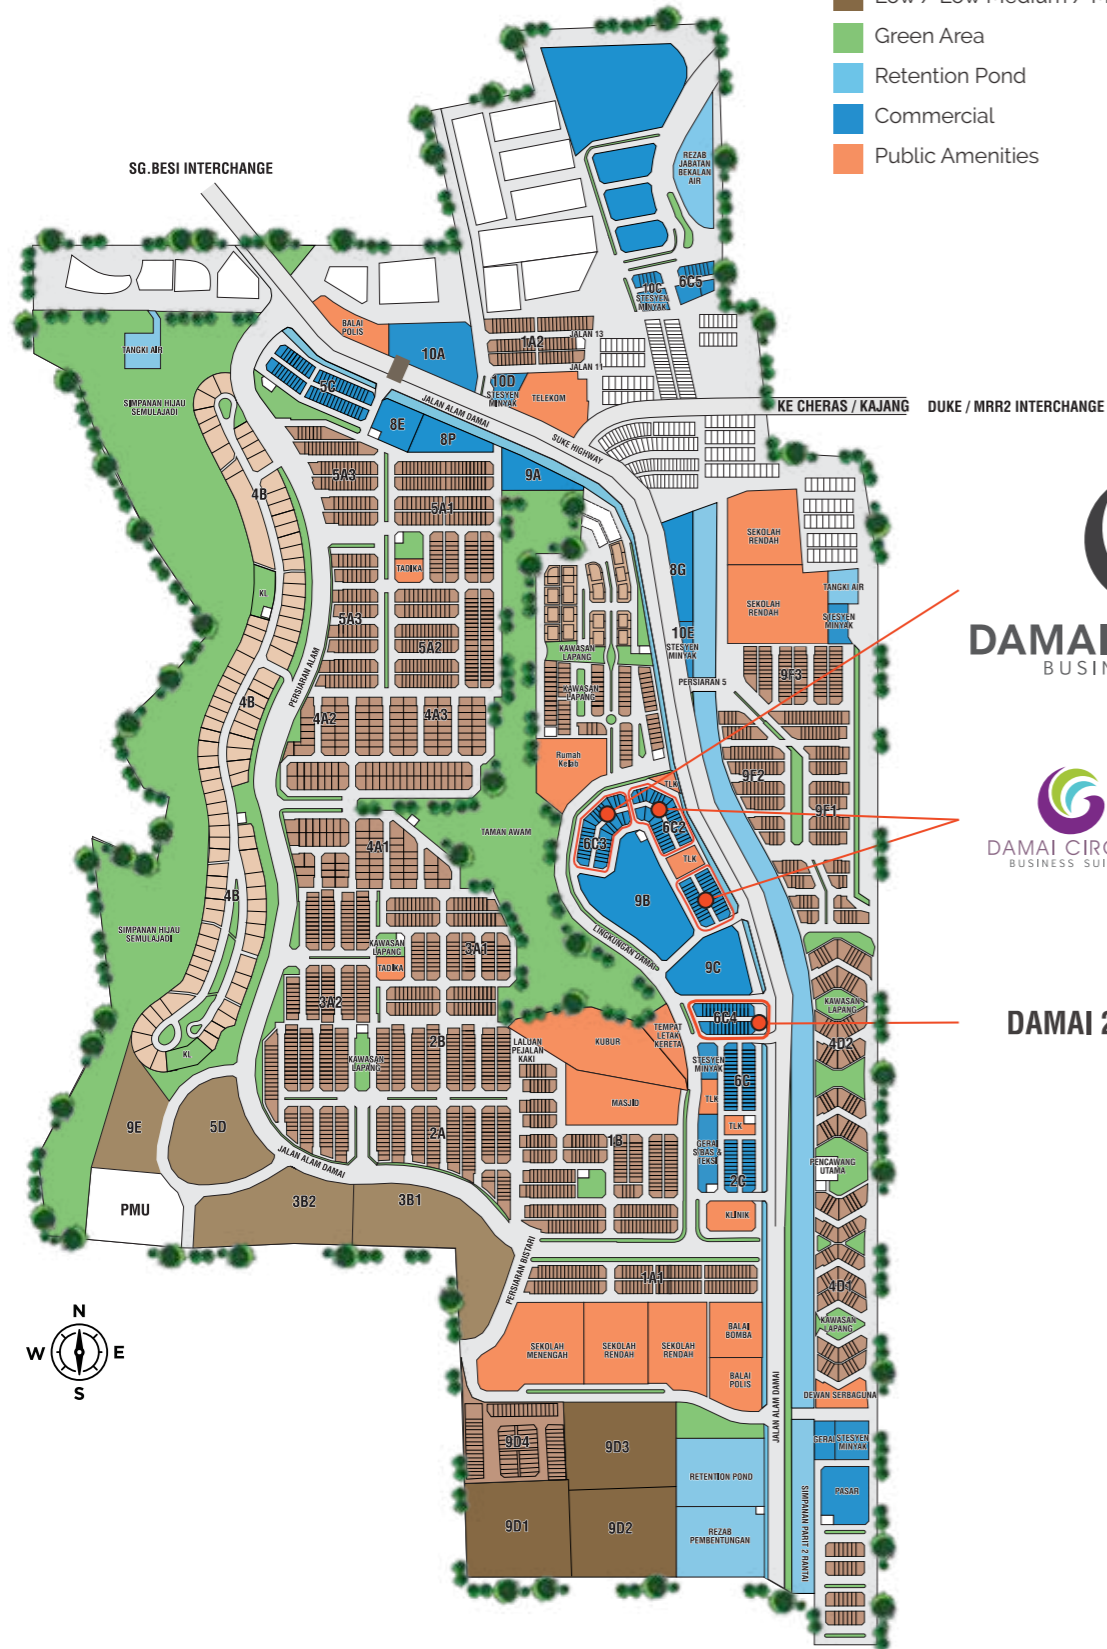 Green Area
Retention Pond
Commercial
Public Amenities
SG.BESI INTERCHANGE
REZAB
JABATAN
BEKALAN
AIR
10C
STESYEN
MINYAK
6C5
TANGKI AIR
BALAI
POLIS
10A
1A2
JALAN 13
JALAN 11
10D
STESYEN
MINYAK
TELEKOM
SIMPANAN HIJAU
SEMULAJADI
5C
8E
8P
JALAN ALAM DAMAI
SUKE HIGHWAY
KE CHERAS / KAJANG
DUKE / MRR2 INTERCHANGE
9A
4B
5A3
5A1
TADIKA
SEKOLAH
RENDAH
8G
TANGKI AIR
STESYEN
MINYAK
SEKOLAH
RENDAH
KL
5A3
5A2
10E
STESYEN
MINYAK
KAWASAN
LAPANG
KAWASAN
LAPANG
PERSIARAN 5
9F3
PERSIARAN ALAM
4B
4A2
4A3
Rumah
Kelab
TLK
9F2
9F1
6C2
6C3
TLK
TAMAN AWAM
4A1
9B
4B
LINGKUNGAN DAMAI
9C
SIMPANAN HIJAU
SEMULAJADI
KAWASAN
LAPANG
TADIKA
3A1
3A2
6C4
KAWASAN
LAPANG
4D2
DAMAI
DAMAI 2
KL
KAWASAN
LAPANG
2B
LALUAN
PEJALAN
KAKI
KUBUR
TEMPAT
LETAK
KERETA
STESYEN
MINYAK
6C
MASJID
TLK
TLK
9E
5D
2A
1B
GERAI
S BAS &
TEKSI
2C
PENCAWANG
UTAMA
JALAN ALAM DAMAI
PMU
3B2
3B1
KLINIK
PERSIARAN BISTARI
1A1
4D1
KAWASAN
LAPANG
N
W
E
S
SEKOLAH
MENENGAH
SEKOLAH
RENDAH
SEKOLAH
RENDAH
BALAI
BOMBA
BALAI
POLIS
JALAN ALAM DAMAI
DEWAN SERBAGUNA
9D4
9D3
GERAI
STESYEN
MINYAK
RETENTION POND
PASAR
SIMPANAN PARIT 2 RANTAI
9D1
9D2
REZAB
PEMBENTUNGAN
DAMAI CIRC